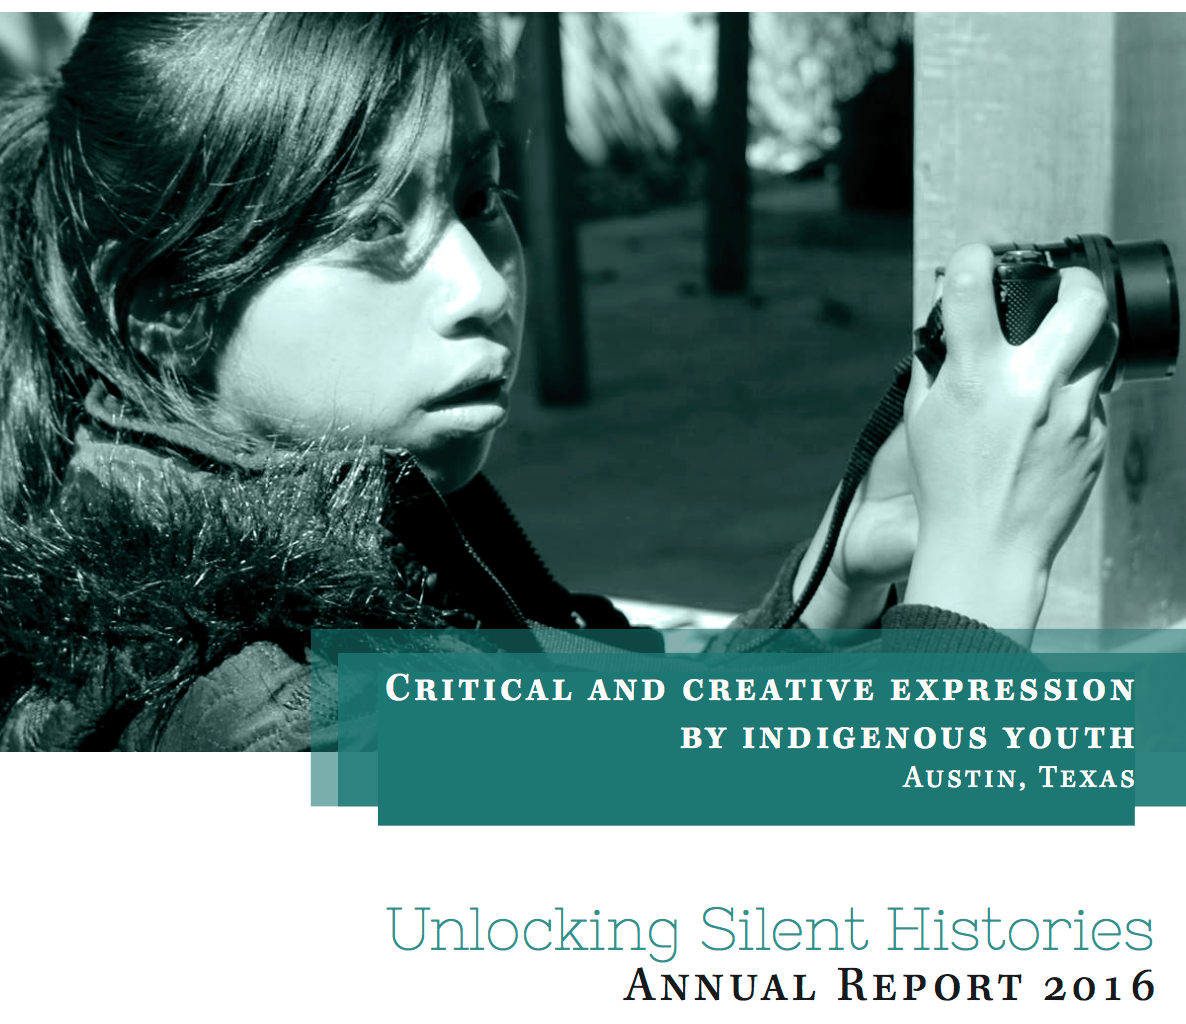 Critical and creative expression
by indigenous youth
Austin, Texas
Unlocking Silent Histories
Annual Report 2016